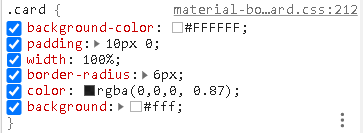 .card { material-bo…ard.css:212
background-color: #FFFFFF;
padding: 10px 0;
width: 100%;
border-radius: 6px;
color: rgba(0,0,0, 0.87);
background: #fff;
}